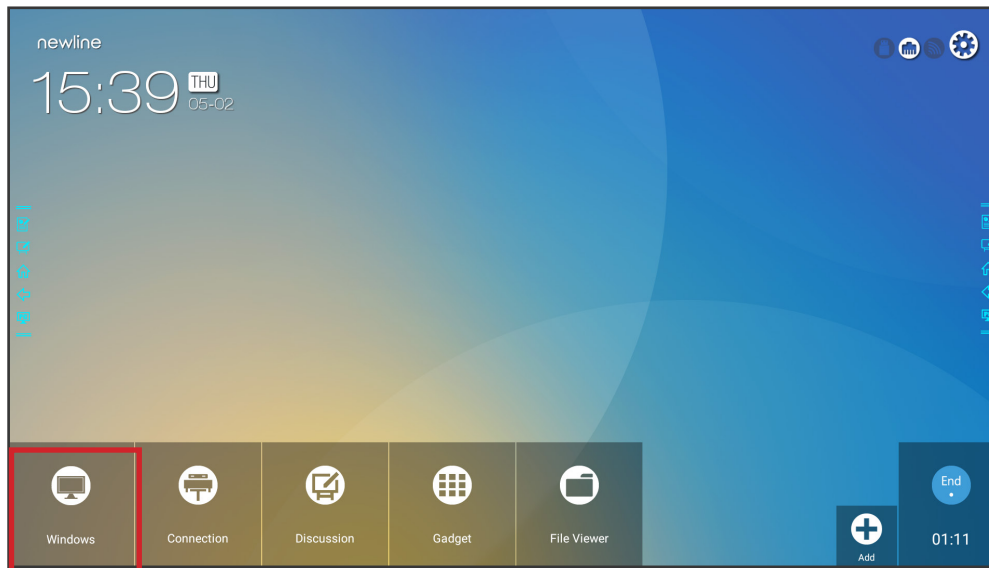 newline
15:39 THU
05-02
End
Windows Connection Discussion Gadget File Viewer 01:11
Add